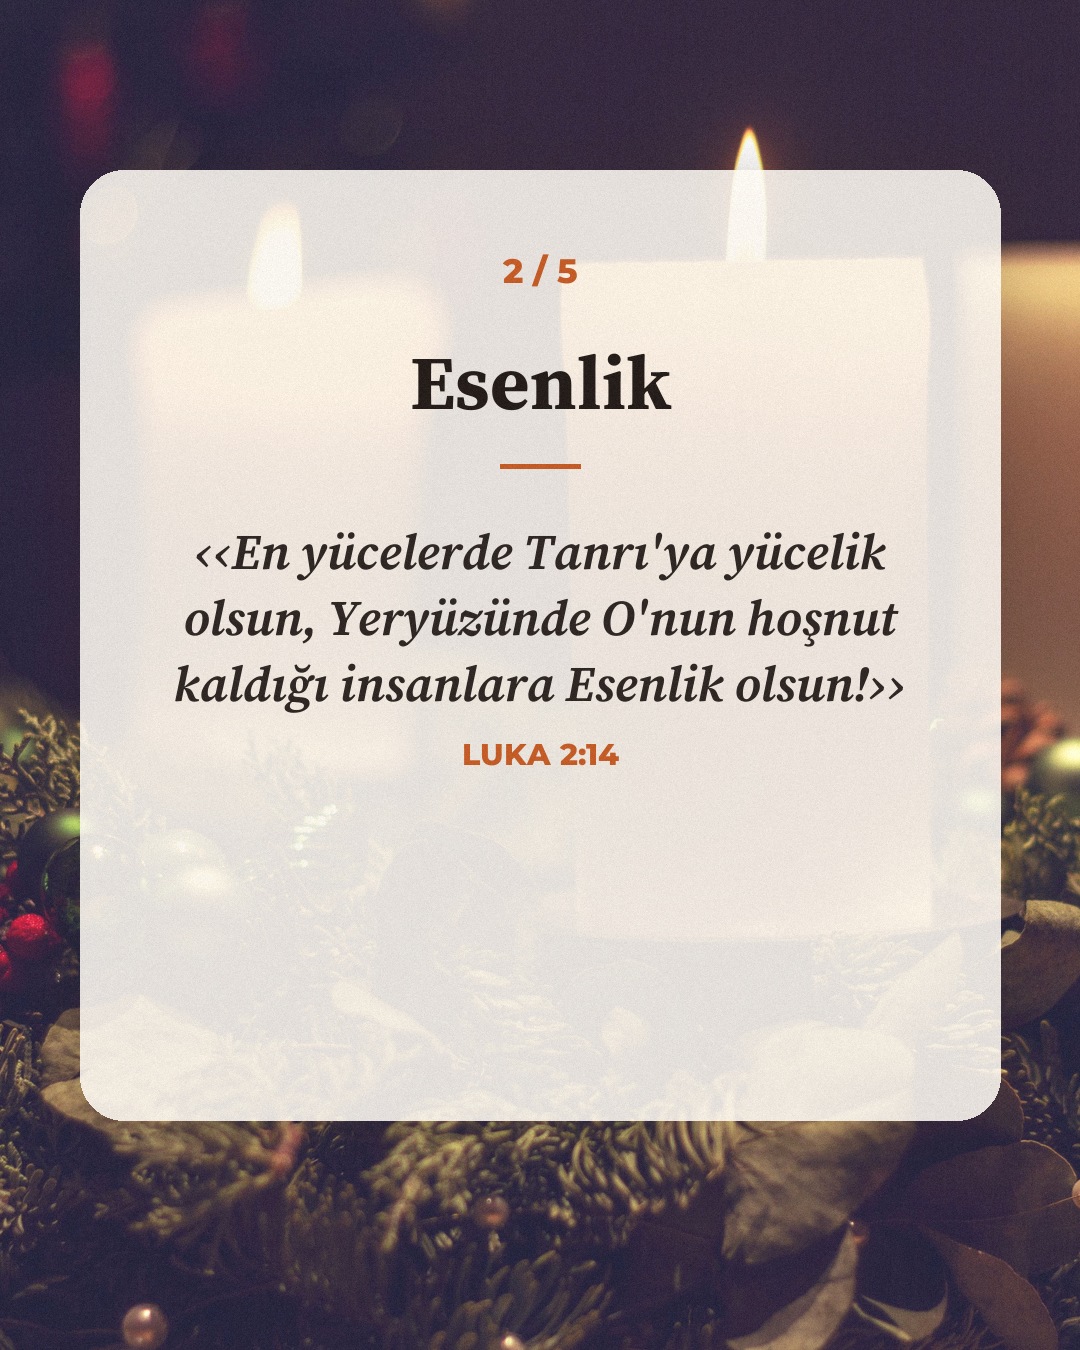 2 / 5
Esenlik
‹‹En yücelerde Tanrı'ya yücelik
olsun, Yeryüzünde O'nun hoşnut
kaldığı insanlara Esenlik olsun!››
LUKA 2:14